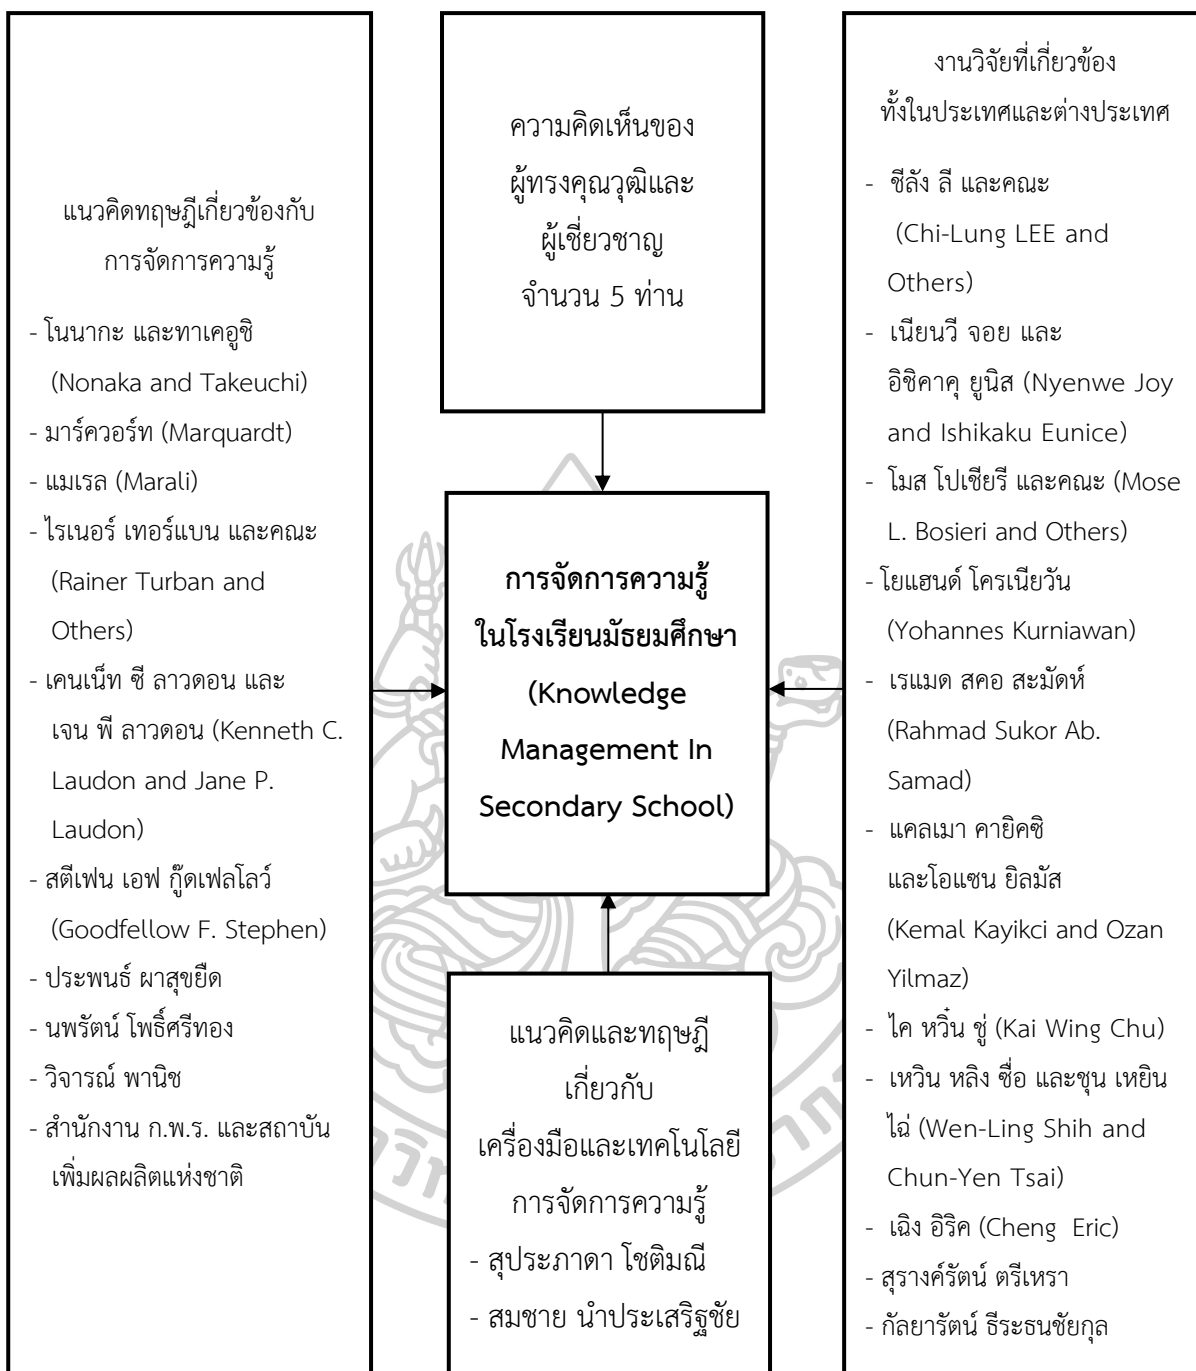 แนวคิดทฤษฎีเกี่ยวข้องกับ
การจัดการความรู้
- โนนากะ และทาเคอูชิ
(Nonaka and Takeuchi)
- มาร์ควอร์ท (Marquardt)
- แมเรล (Marali)
- ไรเนอร์ เทอร์แบน และคณะ
(Rainer Turban and
Others)
- เคนเน็ท ซี ลาวดอน และ
เจน พี ลาวดอน (Kenneth C.
Laudon and Jane P.
Laudon)
- สตีเฟน เอฟ กู๊ดเฟลโลว์
(Goodfellow F. Stephen)
- ประพนธ์ ผาสุขยืด
- นพรัตน์ โพธิ์ศรีทอง
- วิจารณ์ พานิช
- สำนักงาน ก.พ.ร. และสถาบัน
เพิ่มผลผลิตแห่งชาติ
ความคิดเห็นของ
ผู้ทรงคุณวุฒิและ
ผู้เชี่ยวชาญ
จำนวน 5 ท่าน
การจัดการความรู้
ในโรงเรียนมัธยมศึกษา
(Knowledge
Management In
Secondary School)
แนวคิดและทฤษฎี
เกี่ยวกับ
เครื่องมือและเทคโนโลยี
การจัดการความรู้
- สุประภาดา โชติมณี
- สมชาย นำประเสริฐชัย
งานวิจัยที่เกี่ยวข้อง
ทั้งในประเทศและต่างประเทศ
- ชีลัง ลี และคณะ
(Chi-Lung LEE and
Others)
- เนียนวี จอย และ
อิชิคาคุ ยูนิส (Nyenwe Joy
and Ishikaku Eunice)
- โมส โปเชียรี และคณะ (Mose
L. Bosieri and Others)
- โยแฮนด์ โครเนียวัน
(Yohannes Kurniawan)
- เรแมด สคอ สะมัดห์
(Rahmad Sukor Ab.
Samad)
- แคลเมา คายิคซิ
และโอแซน ยิลมัส
(Kemal Kayikci and Ozan
Yilmaz)
- ไค หวิ๋น ชู่ (Kai Wing Chu)
- เหวิน หลิง ซื่อ และชุน เหยิน
ไฉ่ (Wen-Ling Shih and
Chun-Yen Tsai)
- เฉิง อิริค (Cheng Eric)
- สุรางค์รัตน์ ตรีเหรา
- กัลยารัตน์ ธีระธนชัยกุล